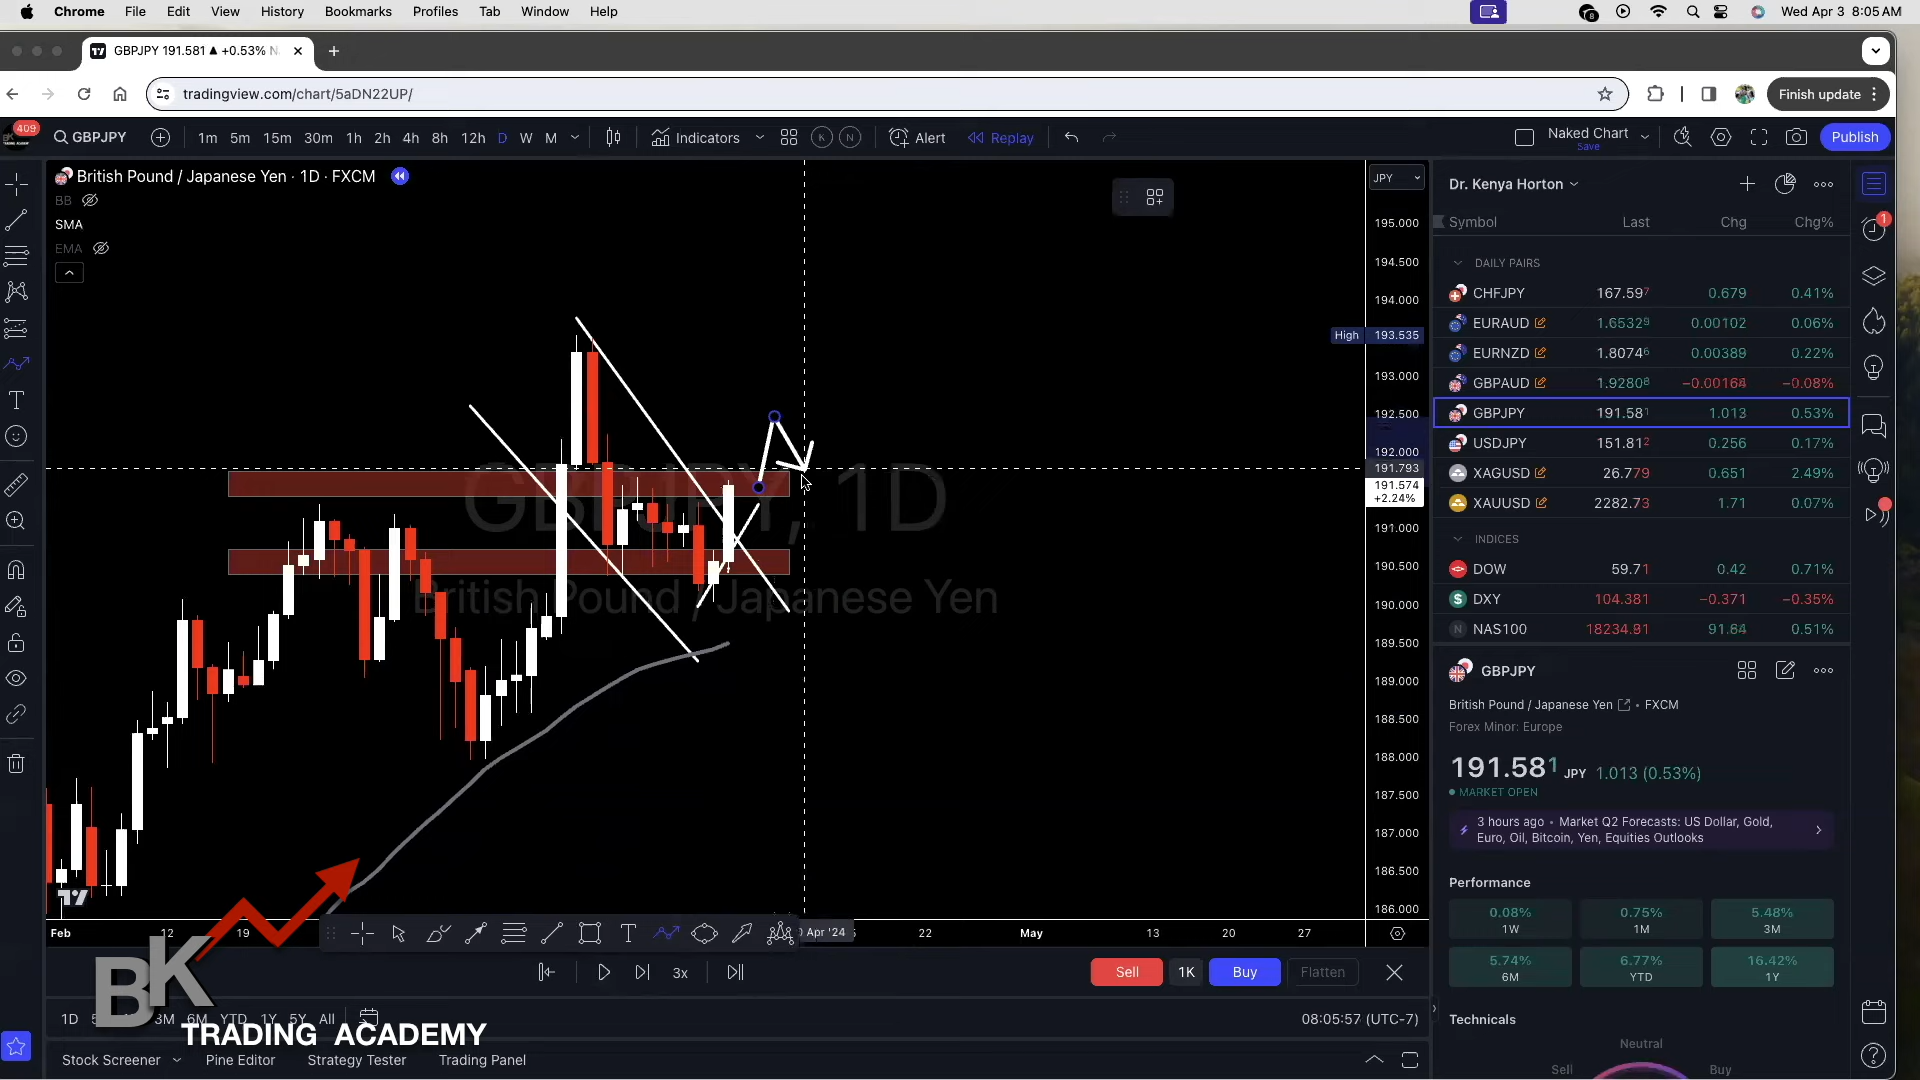 Chrome File Edit View History Bookmarks Profiles Tab Window Help
8
Wed Apr 3 8:05 AM
GBPJPY 191.581 ▲ +0.53% N
tradingview.com/chart/5aDN22UP/
Finish update
409
GBPJPY
1m 5m 15m 30m 1h 2h 4h 8h 12h D W M
Indicators
K N
Alert
Replay
Naked Chart
Save
Publish
British Pound / Japanese Yen · 1D · FXCM
BB
SMA
EMA
GBPJPY, 1D
British Pound / Japanese Yen
JPY
195.000
194.500
194.000
High 193.535
193.000
192.500
192.000
191.793
191.574
+2.24%
191.000
190.500
190.000
189.500
189.000
188.500
188.000
187.500
187.000
186.500
186.000
Feb 12 19
0 Apr '24
22 May 13 20 27
3x
Sell 1K Buy Flatten
1D 3M 6M YTD 1Y 5Y All
08:05:57 (UTC-7)
BK
TRADING ACADEMY
Stock Screener Pine Editor Strategy Tester Trading Panel
Dr. Kenya Horton
1
Symbol Last Chg Chg%
DAILY PAIRS
CHFJPY 167.597 0.679 0.41%
EURAUD 1.65329 0.00102 0.06%
EURNZD 1.80746 0.00389 0.22%
GBPAUD 1.92808 −0.00164 −0.08%
GBPJPY 191.581 1.013 0.53%
USDJPY 151.812 0.256 0.17%
XAGUSD 26.779 0.651 2.49%
XAUUSD 2282.73 1.71 0.07%
INDICES
DOW 59.71 0.42 0.71%
DXY 104.381 −0.371 −0.35%
NAS100 18234.91 91.64 0.51%
GBPJPY
British Pound / Japanese Yen • FXCM
Forex Minor: Europe
191.581 JPY 1.013 (0.53%)
MARKET OPEN
3 hours ago • Market Q2 Forecasts: US Dollar, Gold,
Euro, Oil, Bitcoin, Yen, Equities Outlooks
Performance
0.08% 0.75% 5.48%
1W 1M 3M
5.74% 6.77% 16.42%
6M YTD 1Y
Technicals
Neutral
Sell Buy